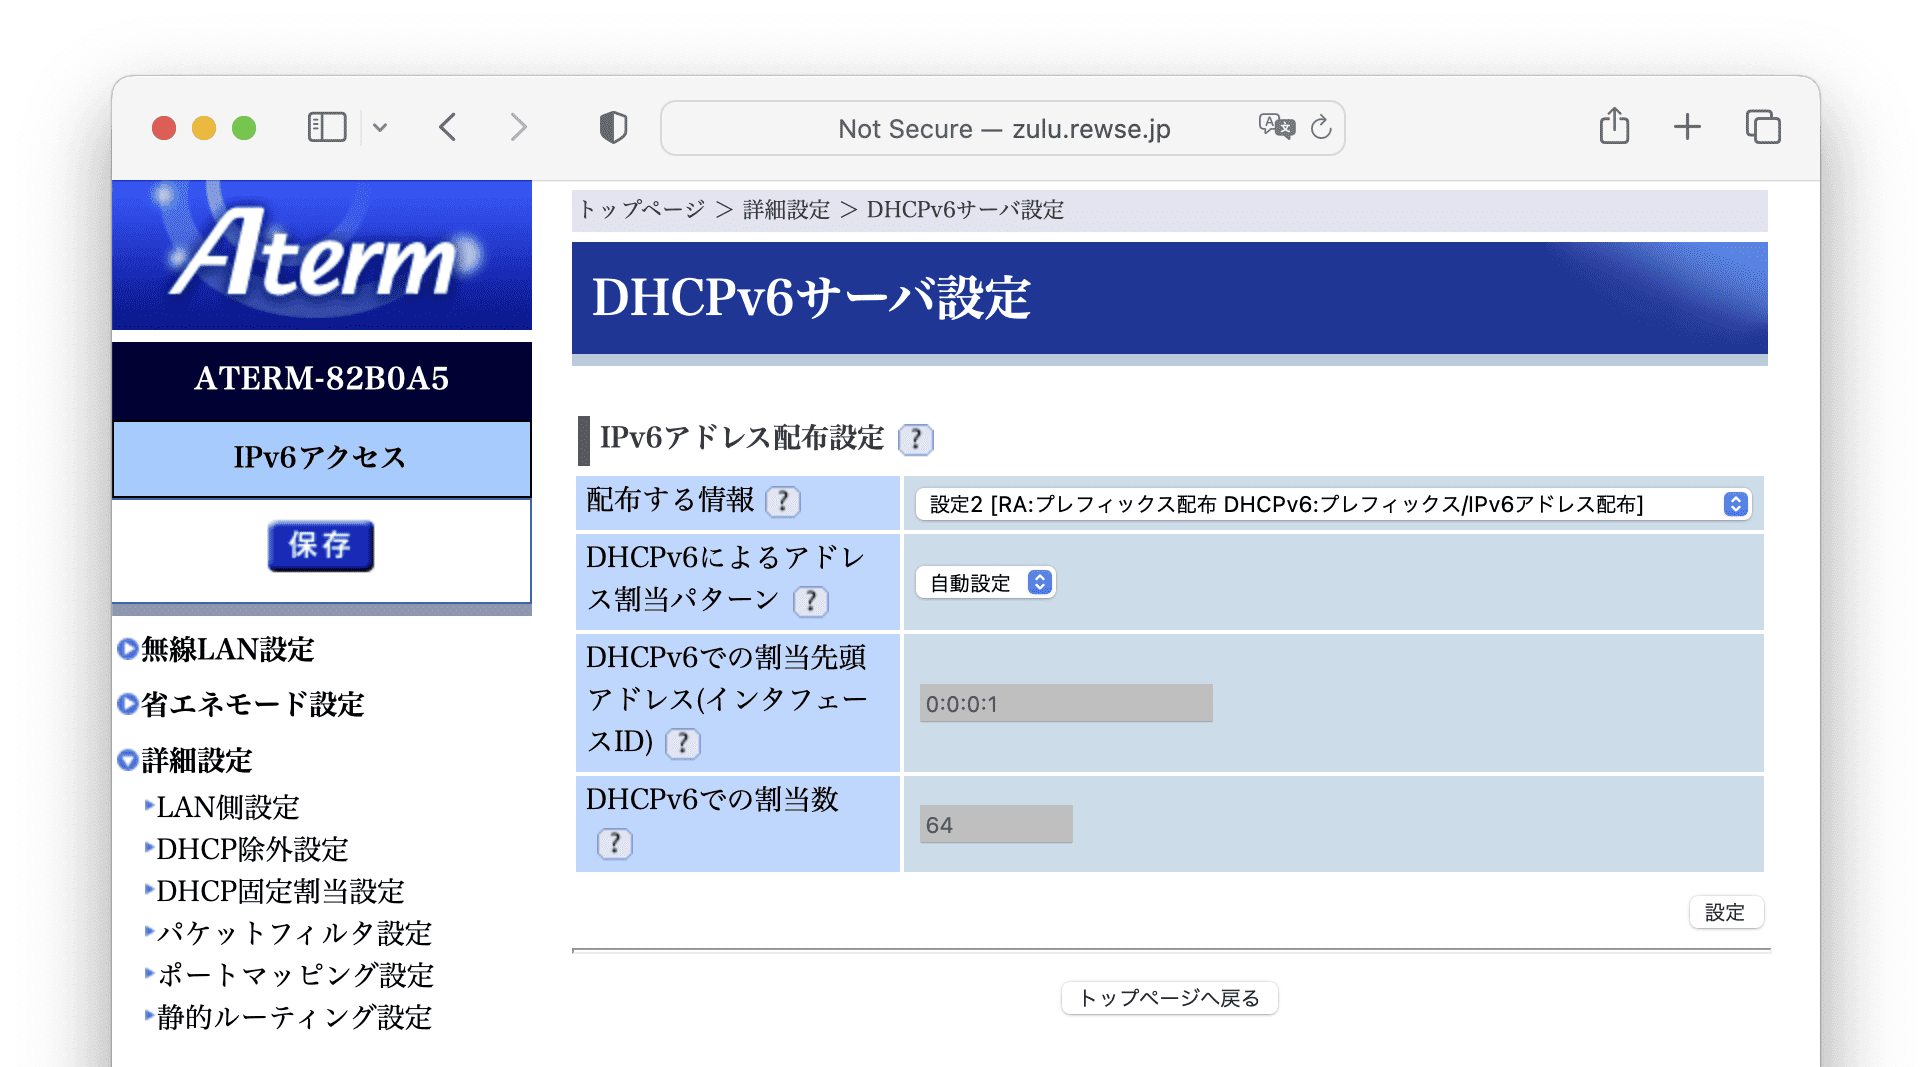 Not Secure — zulu.rewse.jp
Aterm
ATERM-82B0A5
IPv6アクセス
保存
無線LAN設定
省エネモード設定
詳細設定
LAN側設定
DHCP除外設定
DHCP固定割当設定
パケットフィルタ設定
ポートマッピング設定
静的ルーティング設定
トップページ ＞ 詳細設定 ＞ DHCPv6サーバ設定
DHCPv6サーバ設定
IPv6アドレス配布設定 ?
配布する情報 ?
設定2 [RA:プレフィックス配布 DHCPv6:プレフィックス/IPv6アドレス配布]
DHCPv6によるアドレ
ス割当パターン ?
自動設定
DHCPv6での割当先頭
アドレス(インタフェー
スID) ?
0:0:0:1
DHCPv6での割当数
?
64
設定
トップページへ戻る